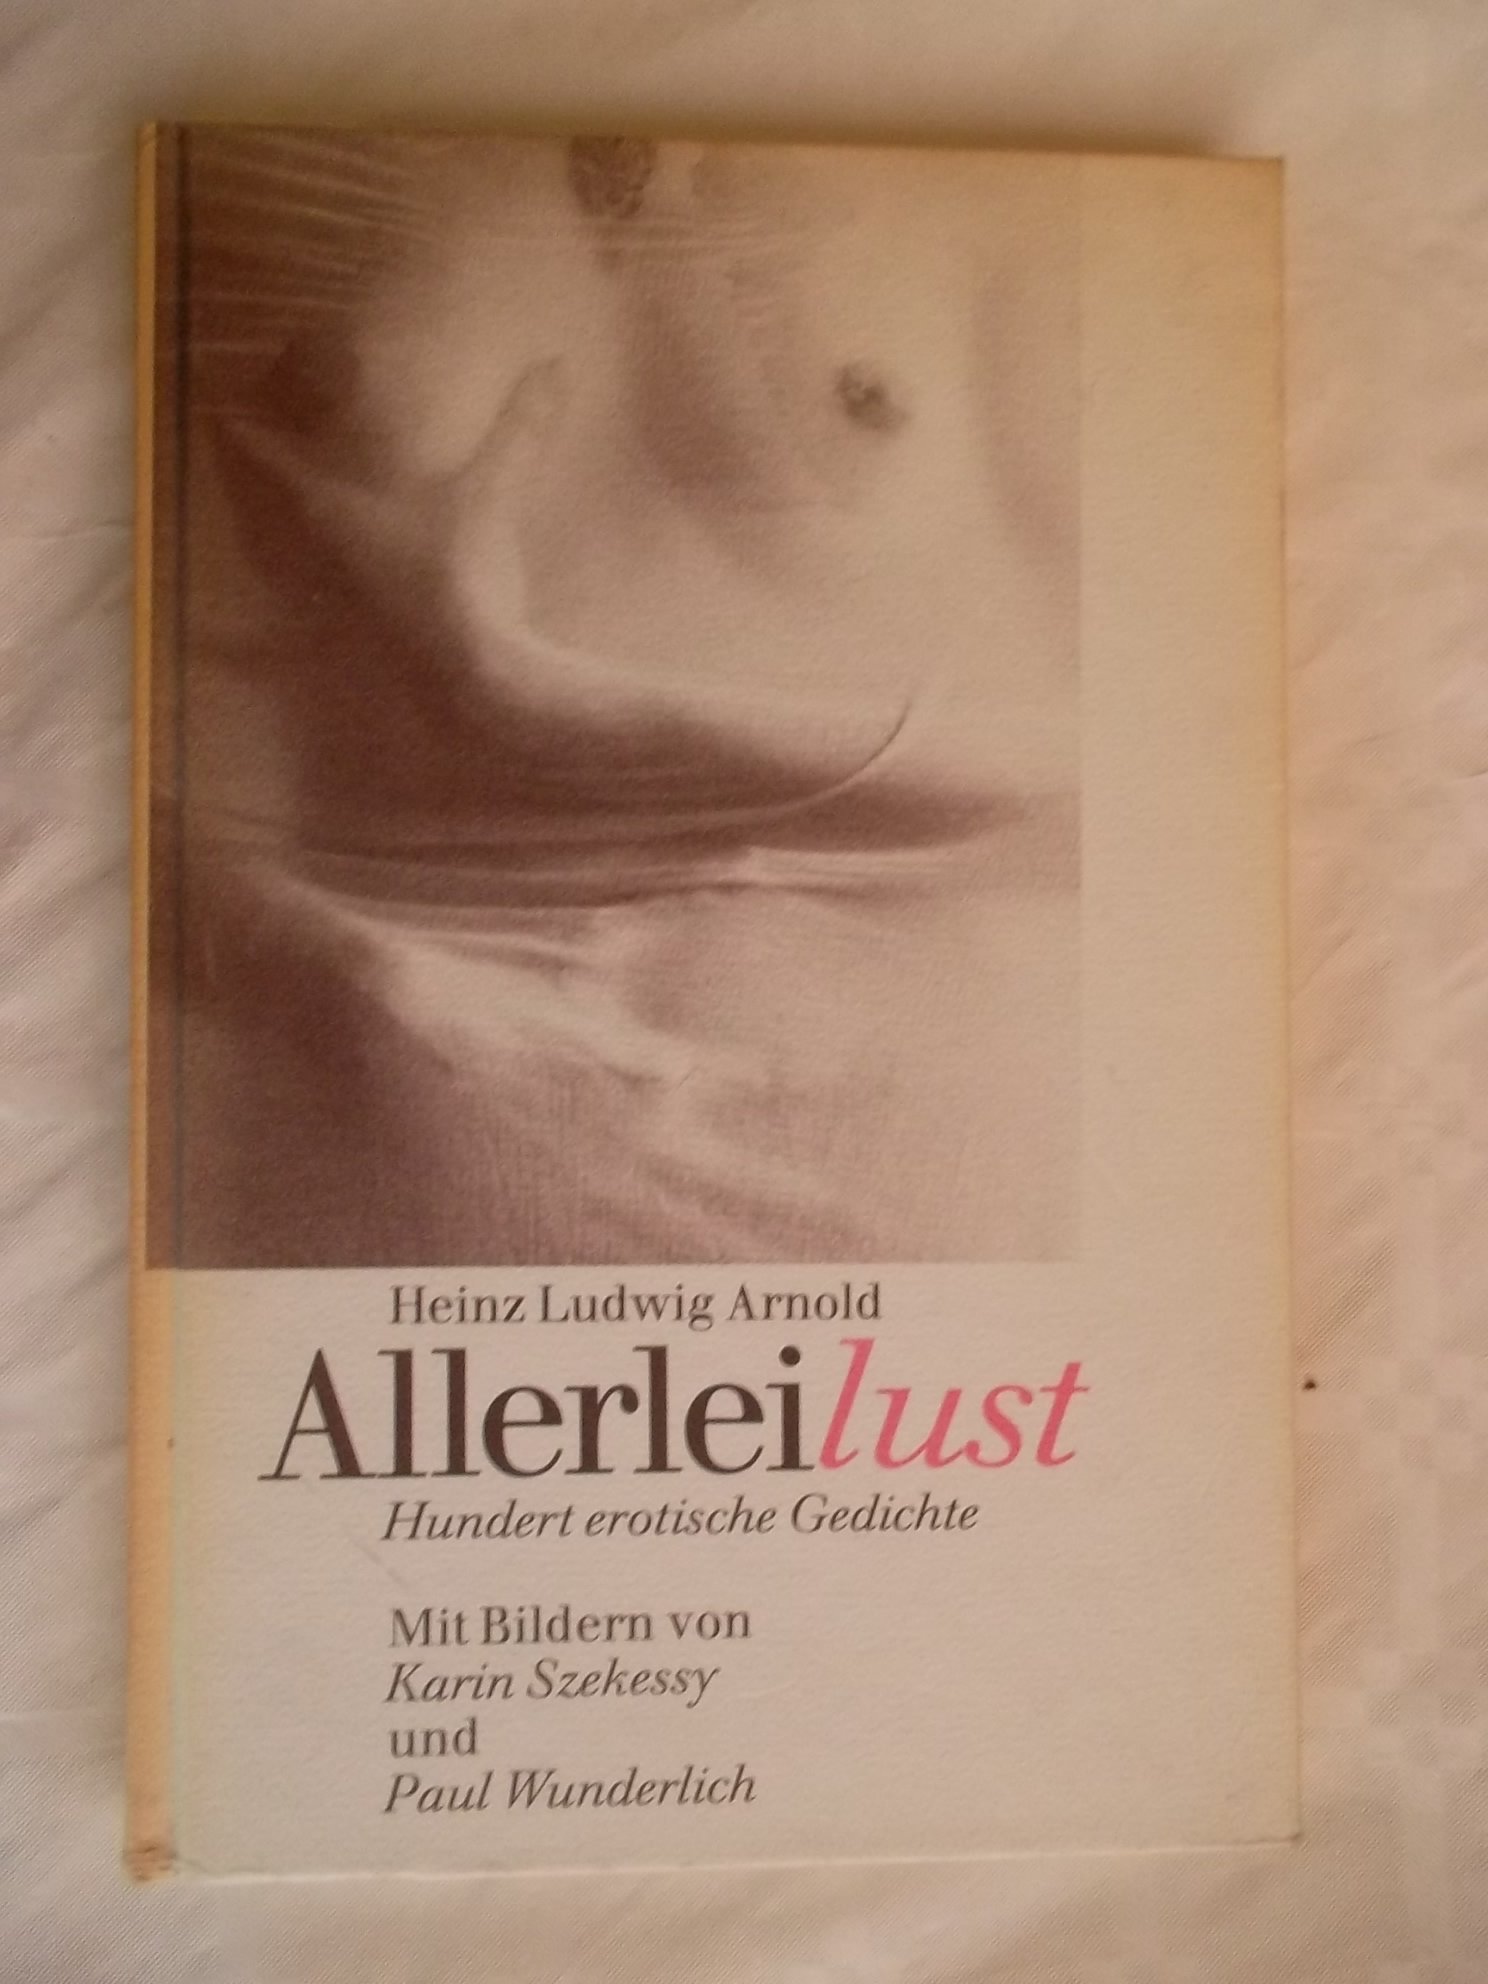 Heinz Ludwig Arnold
Allerleilust
Hundert erotische Gedichte
Mit Bildern von
Karin Szekessy
und
Paul Wunderlich